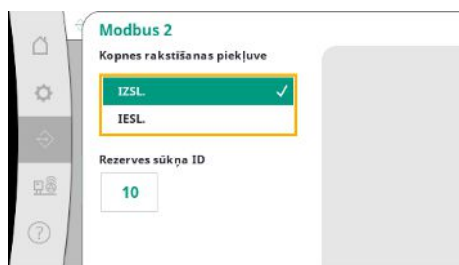 Modbus 2
Kopnes rakstīšanas piekļuve
IZSL.
IESL.
Rezerves sūkņa ID
10